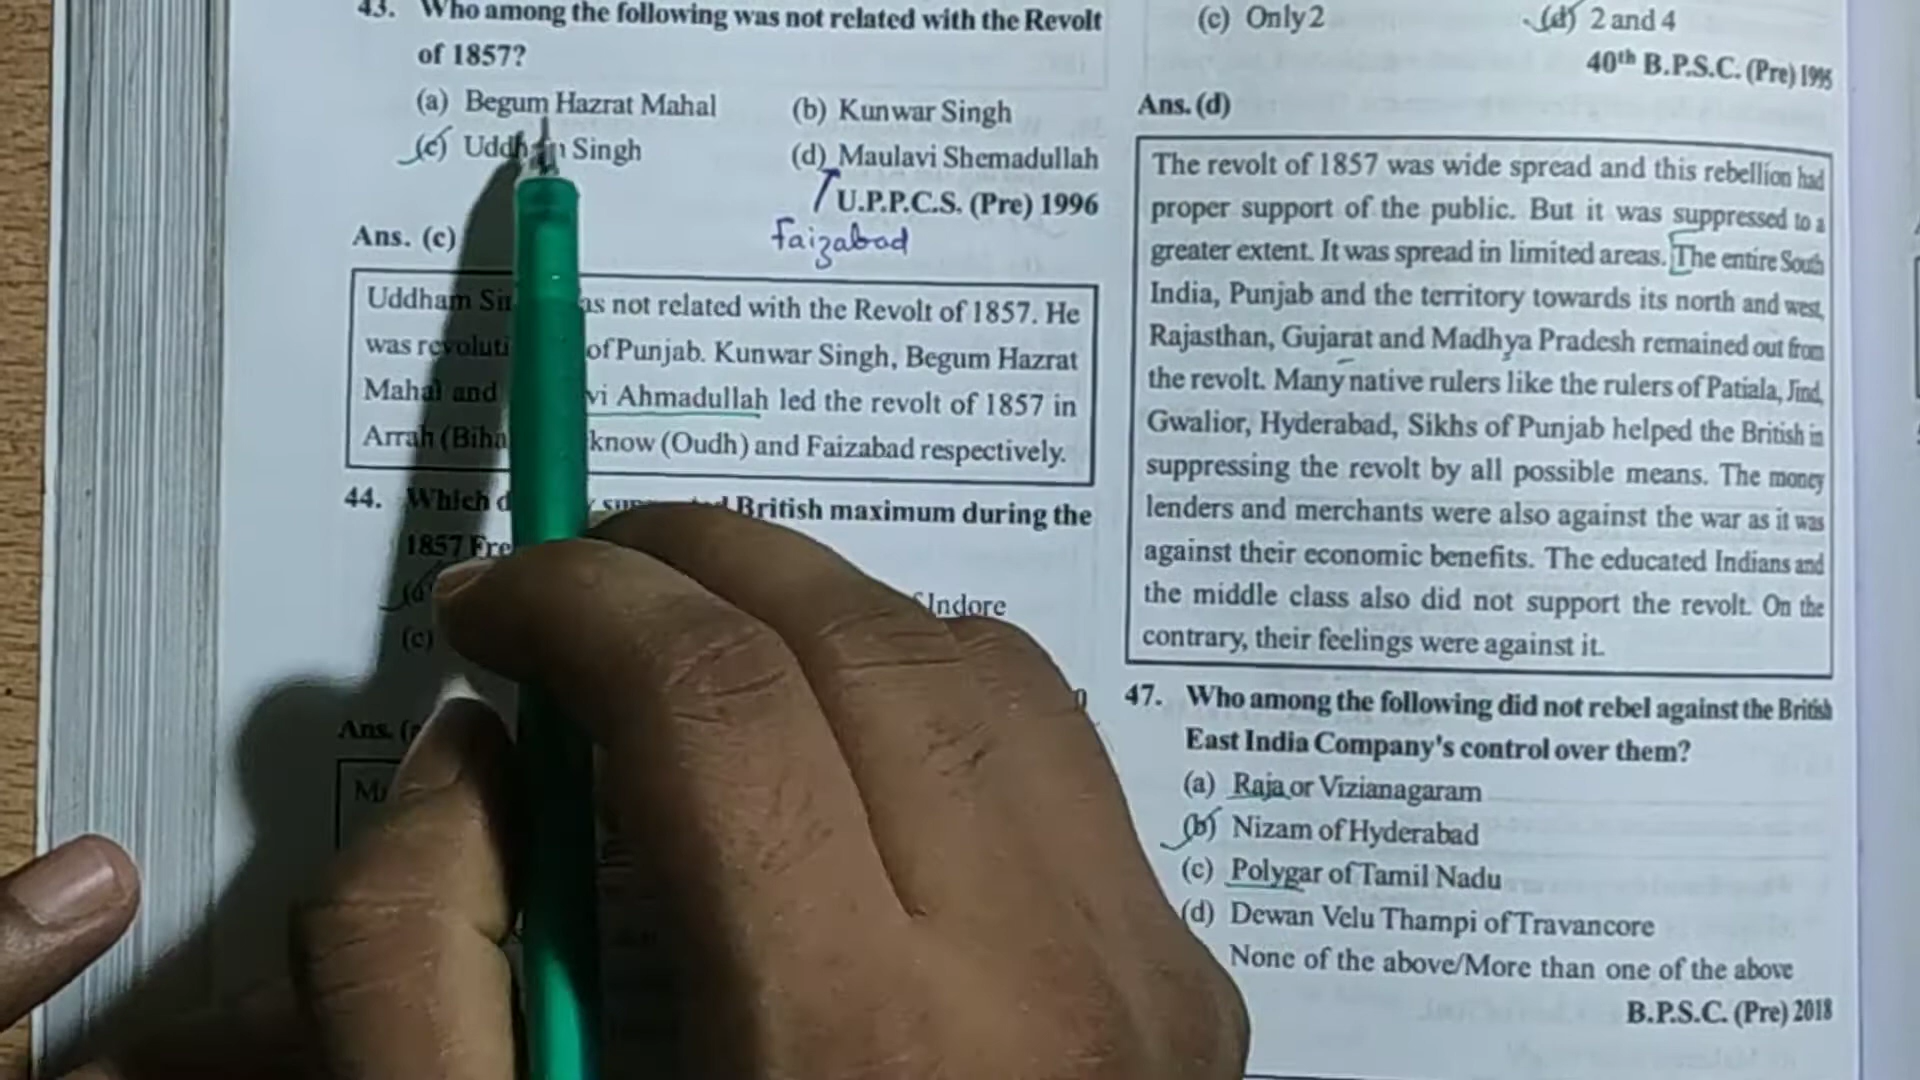 43. Who among the following was not related with the Revolt
of 1857?
(a) Begum Hazrat Mahal
(b) Kunwar Singh
(c) Singh
(d) Maulavi Shemadullah
U.P.P.C.S. (Pre) 1996
faizabad
Ans. (c)
Uddham as not related with the Revolt of 1857. He
was of Punjab. Kunwar Singh, Begum Hazrat
and vi Ahmadullah led the revolt of 1857 in
Arrah know (Oudh) and Faizabad respectively.
44. Which British maximum during the
1857
Indore
(c)
Ans.
(c) Only 2
(d) 2 and 4
40th B.P.S.C. (Pre) 1995
Ans. (d)
The revolt of 1857 was wide spread and this rebellion had
proper support of the public. But it was suppressed to a
greater extent. It was spread in limited areas. The entire South
India, Punjab and the territory towards its north and west,
Rajasthan, Gujarat and Madhya Pradesh remained out from
the revolt. Many native rulers like the rulers of Patiala, Jind,
Gwalior, Hyderabad, Sikhs of Punjab helped the British in
suppressing the revolt by all possible means. The money
lenders and merchants were also against the war as it was
against their economic benefits. The educated Indians and
the middle class also did not support the revolt. On the
contrary, their feelings were against it.
47. Who among the following did not rebel against the British
East India Company's control over them?
(a) Raja or Vizianagaram
(b) Nizam of Hyderabad
(c) Polygar of Tamil Nadu
(d) Dewan Velu Thampi of Travancore
None of the above/More than one of the above
B.P.S.C. (Pre) 2018